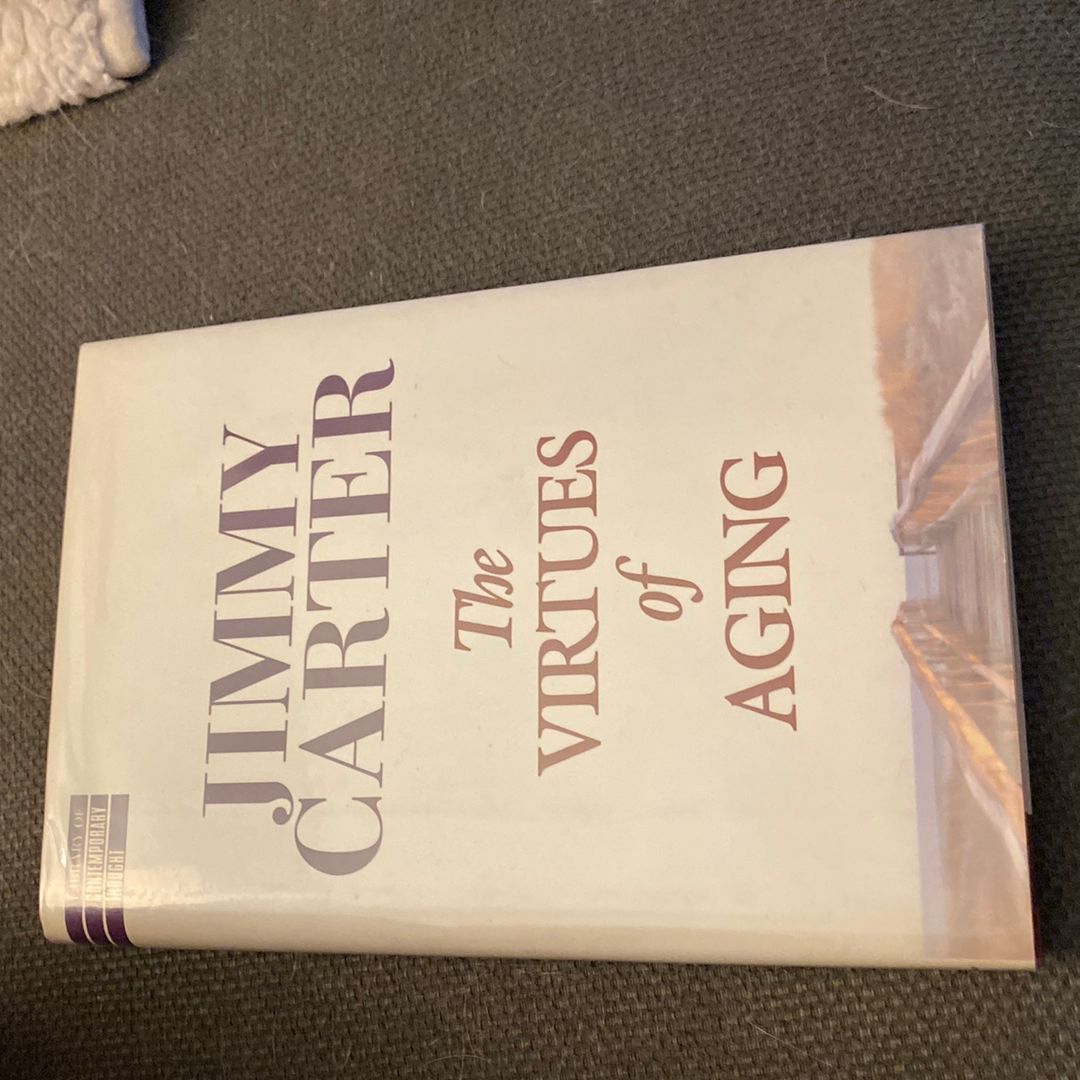 LIBRARY OF
CONTEMPORARY
THOUGHT
JIMMY
CARTER
The
VIRTUES
of
AGING